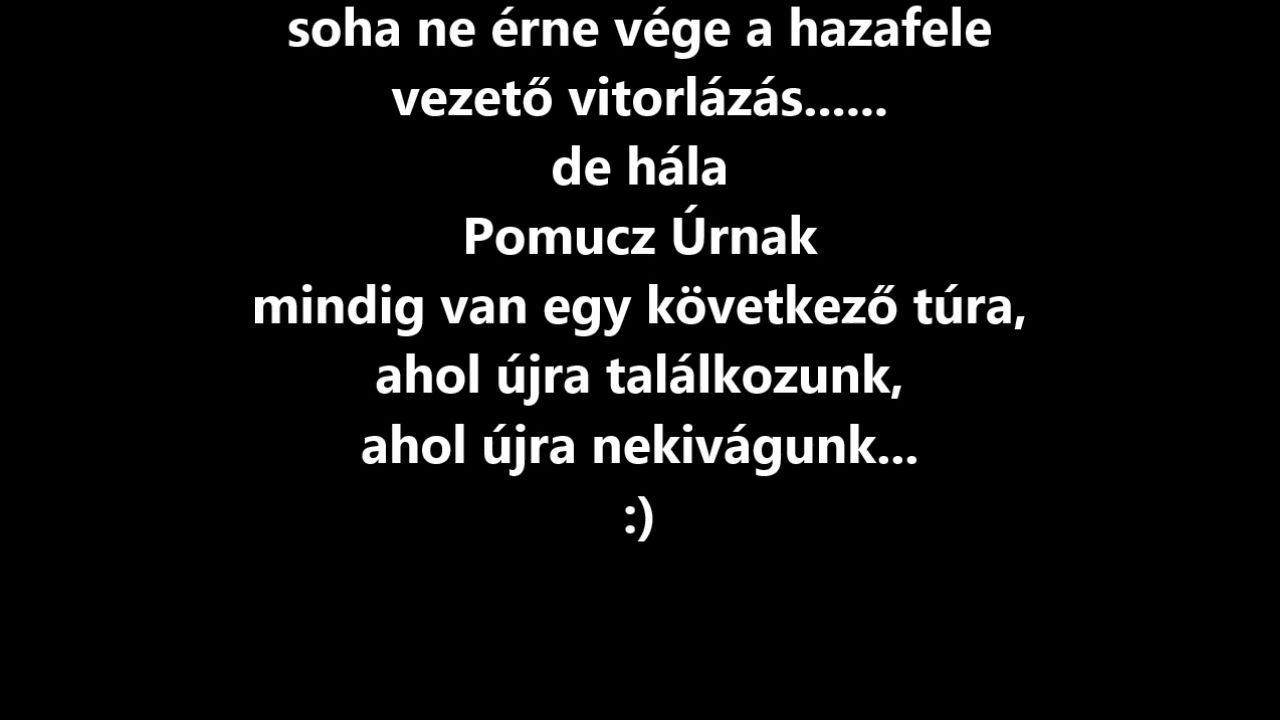 soha ne érne vége a hazafele
vezető vitorlázás......
de hála
Pomucz Úrnak
mindig van egy következő túra,
ahol újra találkozunk,
ahol újra nekivágunk...
:)